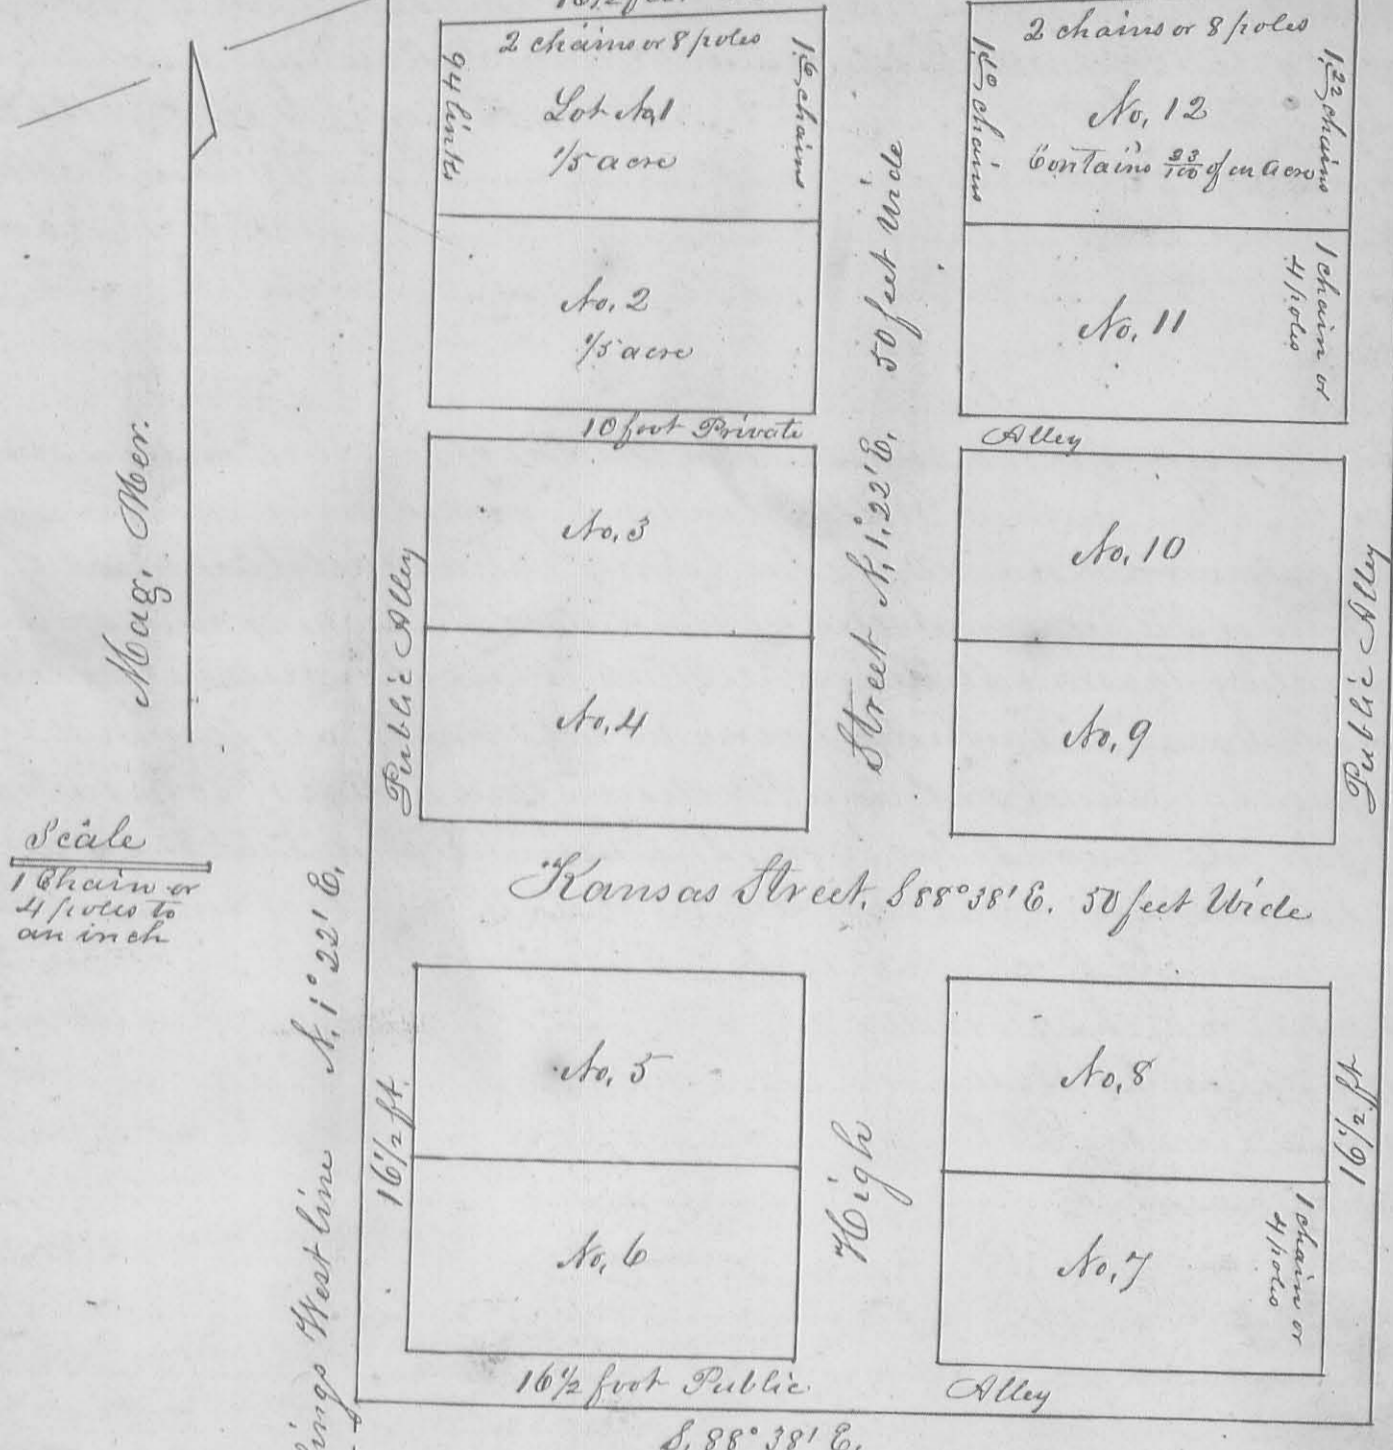 2 chains or 8 poles
94 links
Lot No,1
1/5 acre
chains
2 chains or 8 poles
chains
No, 12
Contains 23/100 of an acre
1.22 chains
No. 2
1/5 acre
No, 11
1 chain or
4 poles
10 foot Private
Alley
No, 3
No, 10
No, 4
No, 9
Public Alley
High Street N, 1, 22' E, 50 feet Wide
Public Alley
Mag, Mer.
Scale
1 Chain or
4 poles to
an inch
Kansas Street, S 88° 38' E. 50 feet Wide
No, 5
No, 8
16 1/2 ft.
16 1/2 ft
No, 6
No, 7
1 chain or
4 poles
West line N, 1° 22' E,
16 1/2 foot Public
Alley
S, 88° 38' E.